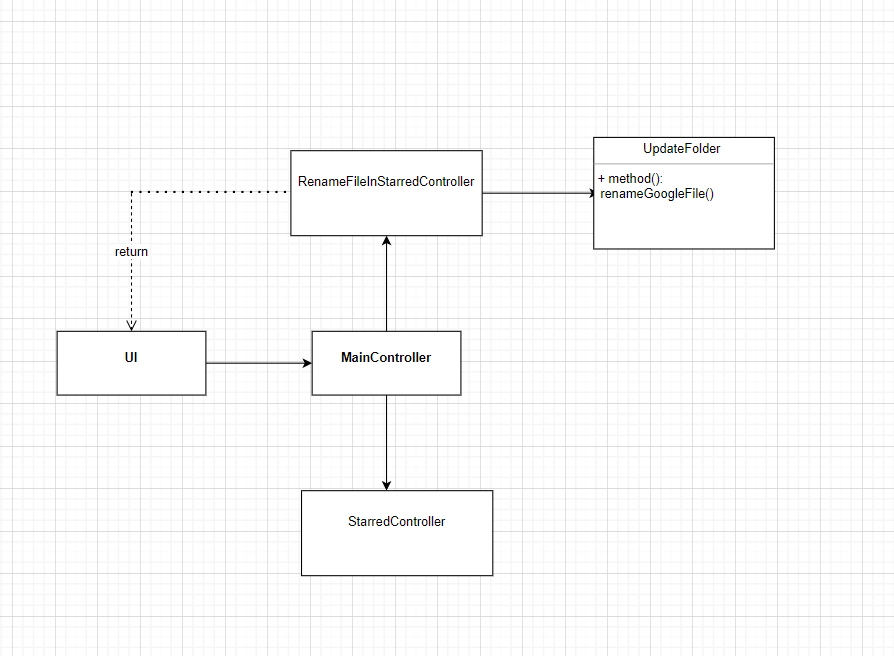 UpdateFolder
RenameFileInStarredController
+ method():
renameGoogleFile()
return
UI
MainController
StarredController